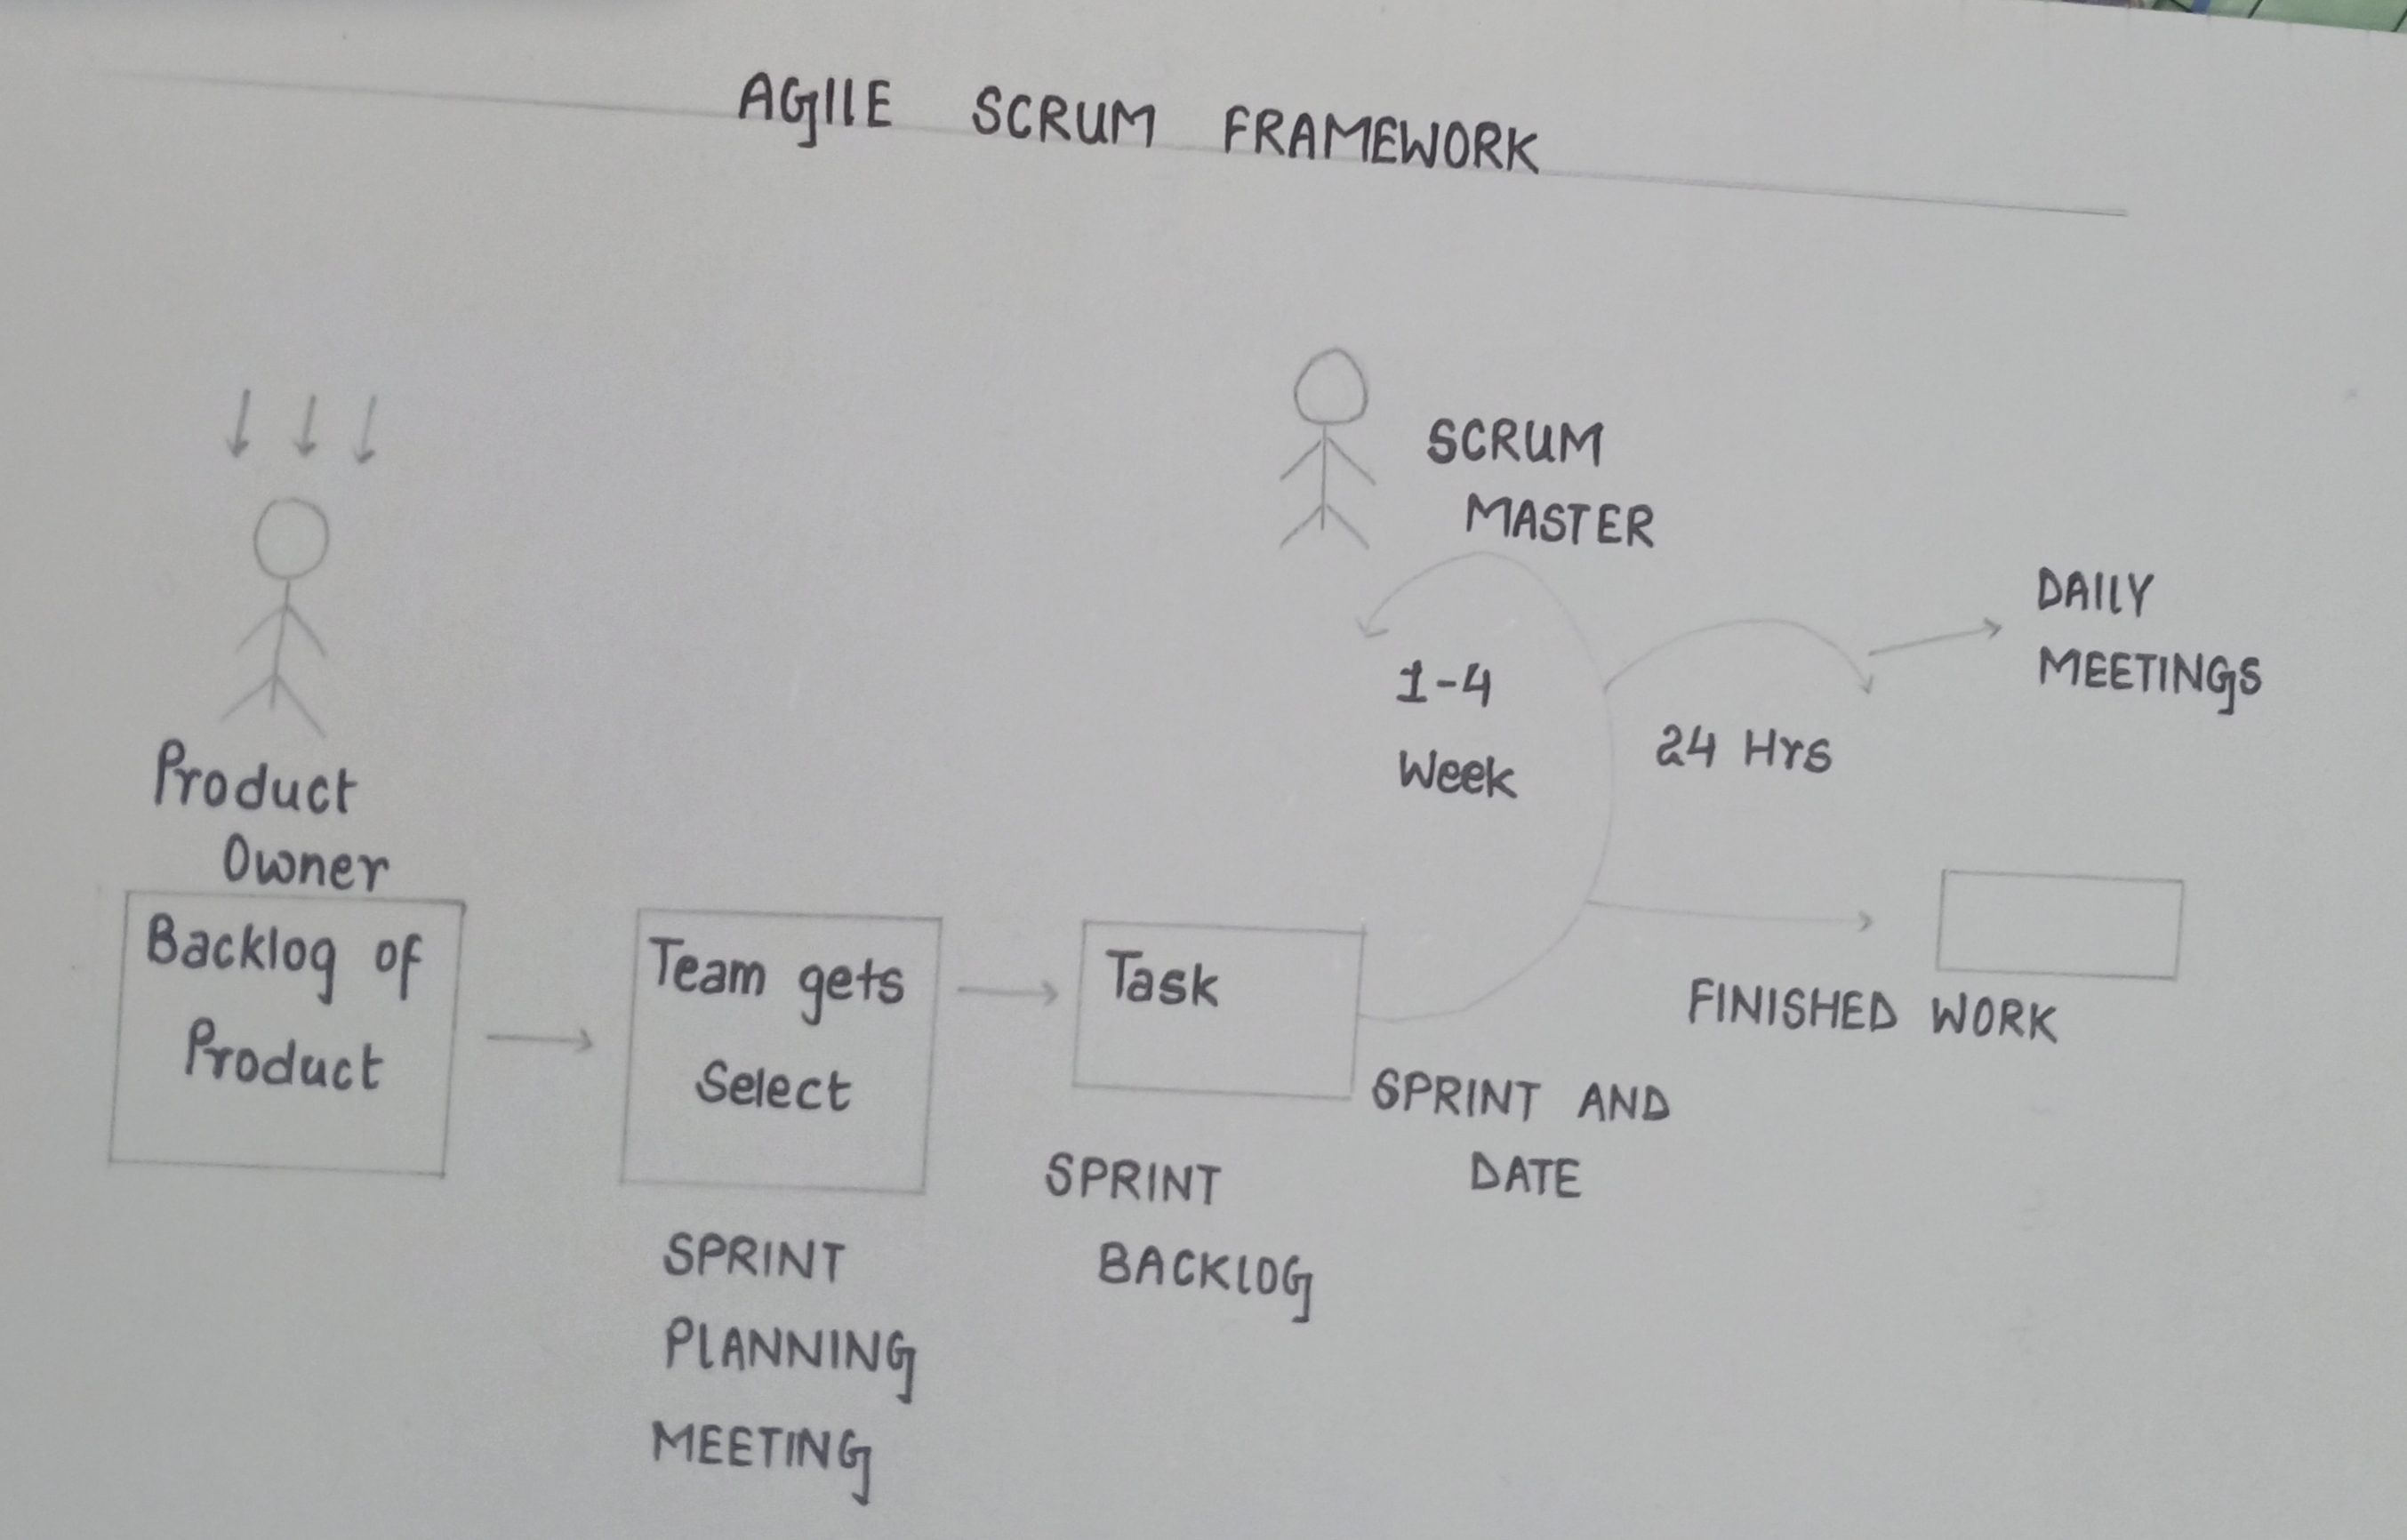 AGILE SCRUM FRAMEWORK
SCRUM
MASTER
DAILY
MEETINGS
1-4
Week
24 Hrs
Product
Owner
Backlog of
Product
Team gets
Select
Task
FINISHED WORK
SPRINT AND
DATE
SPRINT
BACKLOG
SPRINT
PLANNING
MEETING